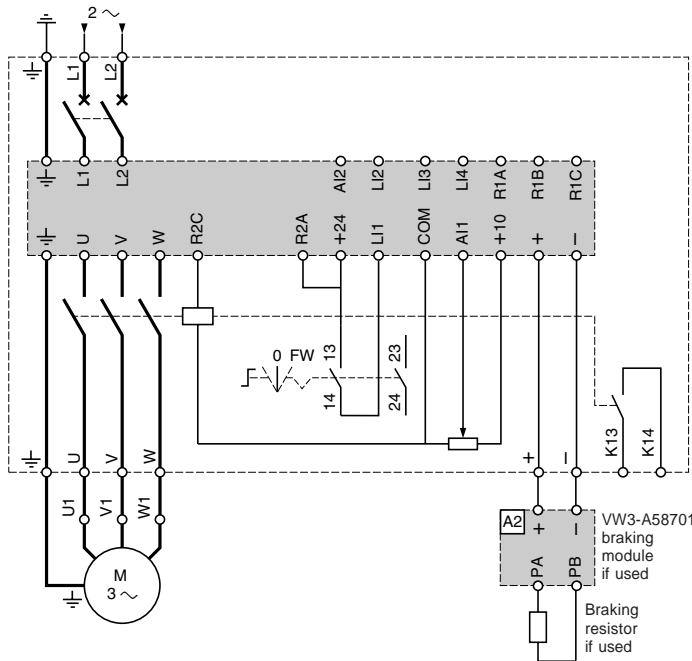 2 ~
L1 L2
L1 L2 AI2 LI2 LI3 LI4 R1A R1B R1C
U V W R2C R2A +24 LI1 COM AI1 +10 + –
0 FW 13 23
14 24
K13 K14
U V W + –
U1 V1 W1
A2 + –
VW3-A58701
braking
module
if used
PA PB
M
3 ~
Braking
resistor
if used